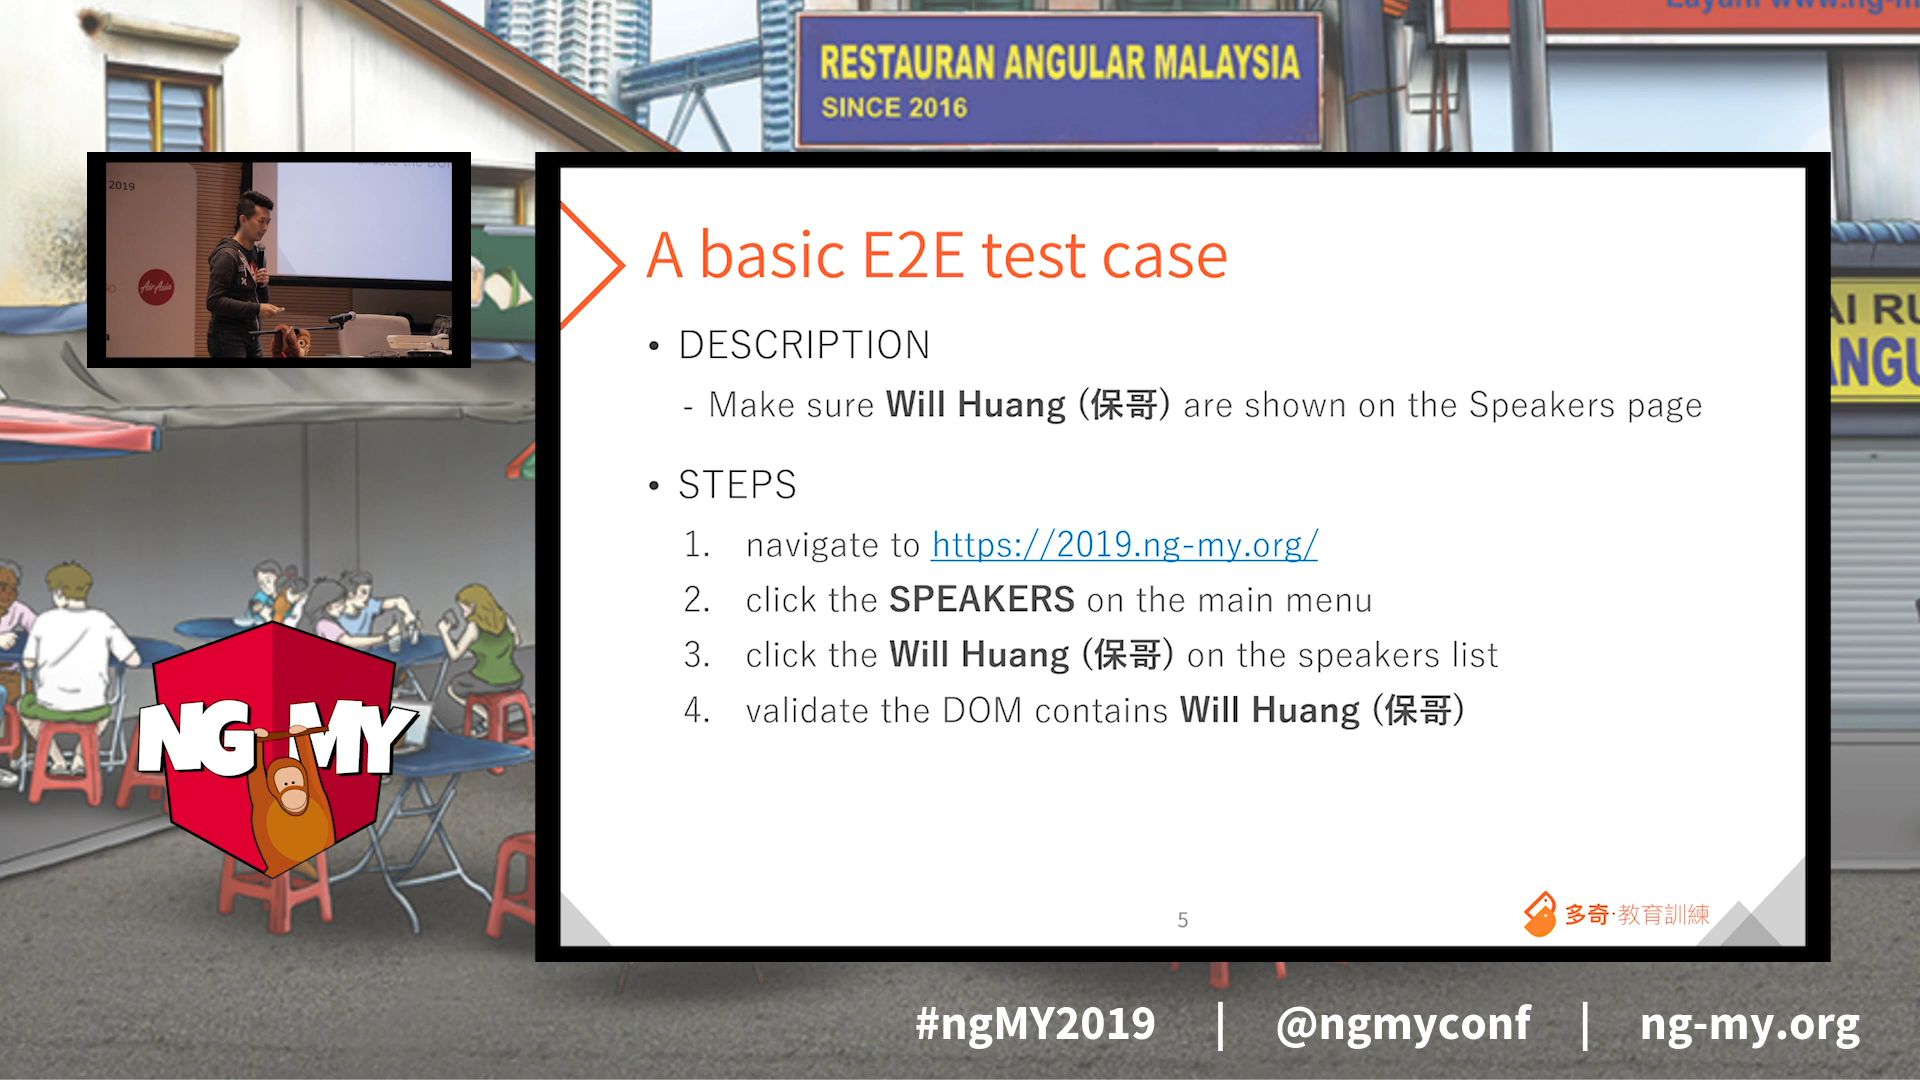 RESTAURAN ANGULAR MALAYSIA
SINCE 2016
2019
AirAsia
A basic E2E test case
• DESCRIPTION
- Make sure Will Huang (保哥) are shown on the Speakers page
• STEPS
1. navigate to https://2019.ng-my.org/
2. click the SPEAKERS on the main menu
3. click the Will Huang (保哥) on the speakers list
4. validate the DOM contains Will Huang (保哥)
5
多奇·教育訓練
NG MY
#ngMY2019 | @ngmyconf | ng-my.org